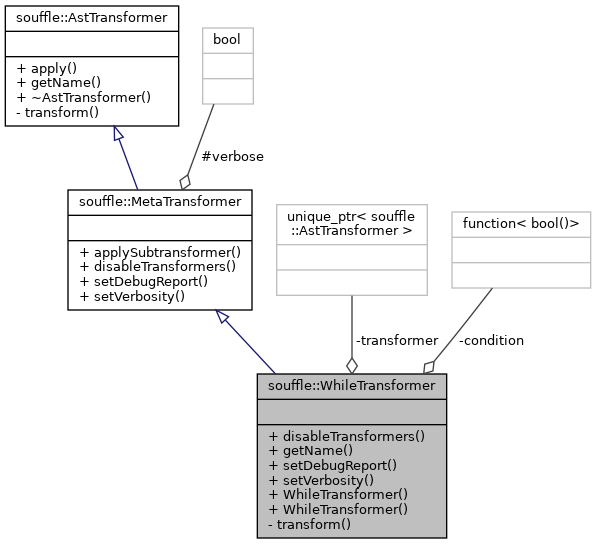 souffle::AstTransformer
+ apply()
+ getName()
+ ~AstTransformer()
- transform()
bool
#verbose
souffle::MetaTransformer
+ applySubtransformer()
+ disableTransformers()
+ setDebugReport()
+ setVerbosity()
unique_ptr< souffle
::AstTransformer >
function< bool()>
-transformer
-condition
souffle::WhileTransformer
+ disableTransformers()
+ getName()
+ setDebugReport()
+ setVerbosity()
+ WhileTransformer()
+ WhileTransformer()
- transform()